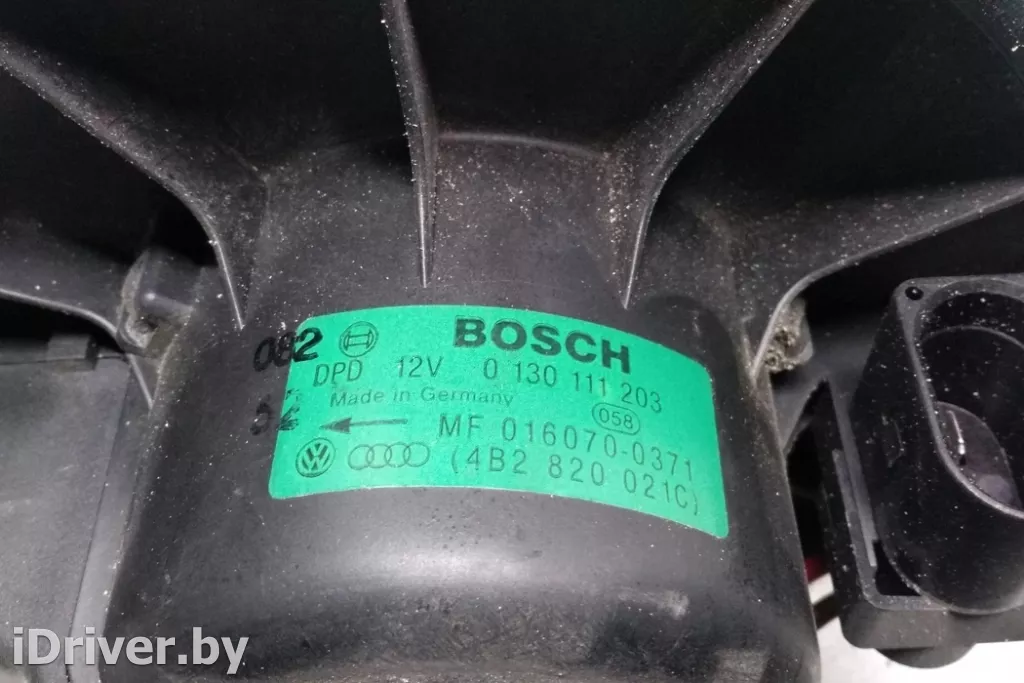 082
BOSCH
DPD 12V 0 130 111 203
Made in Germany 058
MF 016070-0371
(4B2 820 021C)
iDriver.by